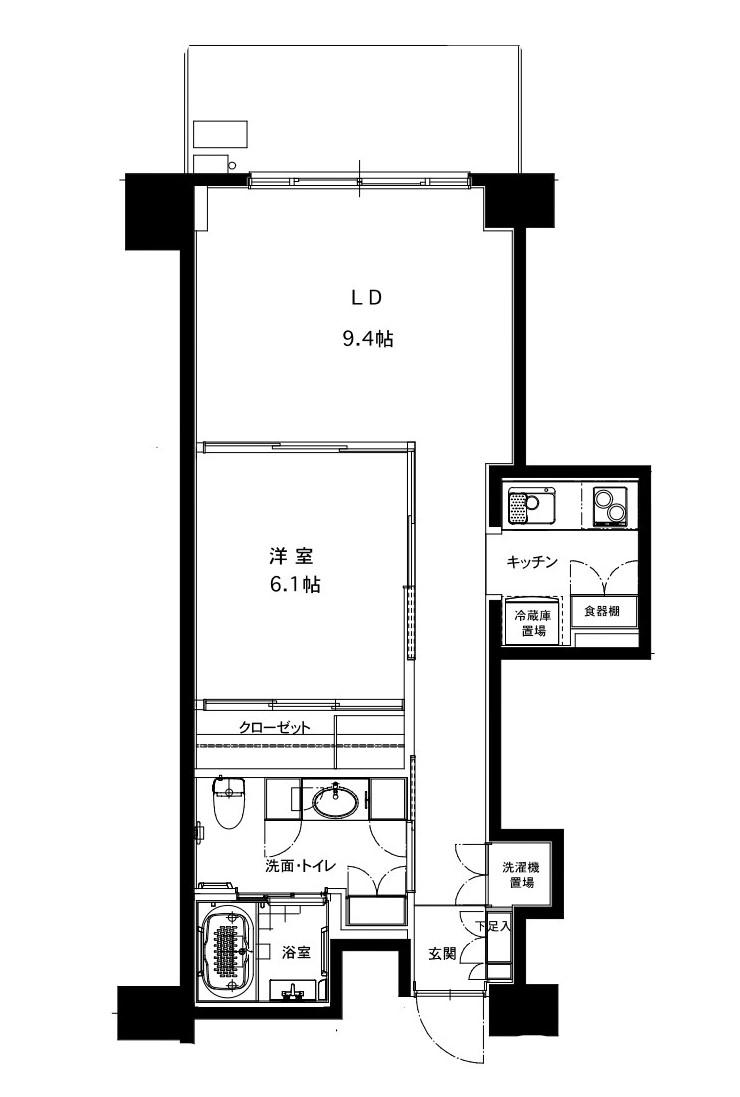 LD
9.4帖
洋室
6.1帖
キッチン
冷蔵庫
置場
食器棚
クローゼット
洗面・トイレ
洗濯機
置場
下足入
玄関
浴室